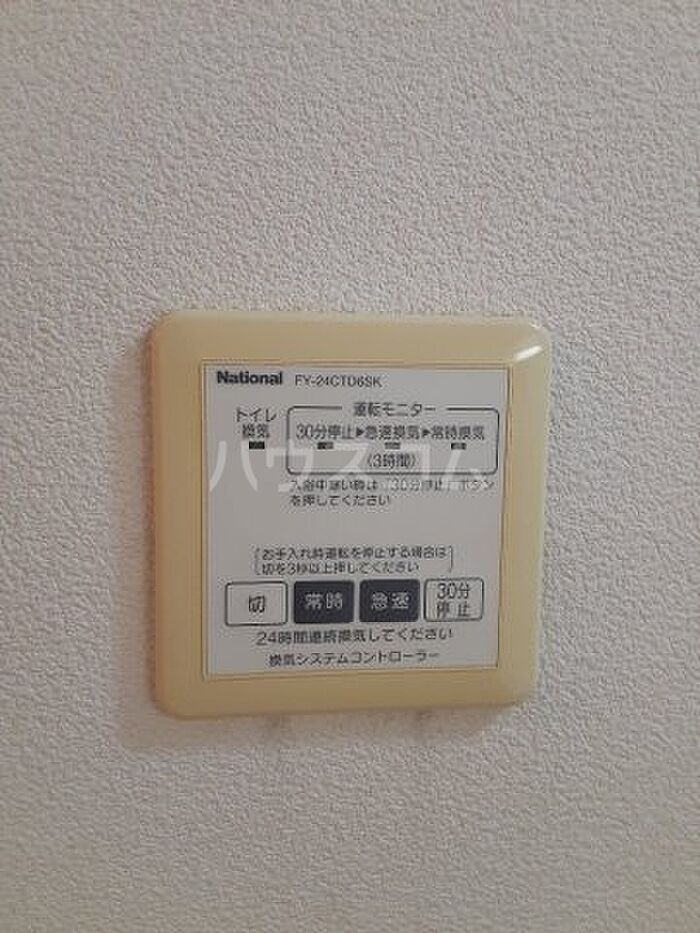 National FY-24CTD6SK
トイレ
換気
運転モニター
30分停止▶急速換気▶常時換気
(3時間)
入浴中寒い時は「30分停止」ボタン
を押してください
お手入れ時運転を停止する場合は
切を3秒以上押してください
切 常時 急速 30分停止
24時間連続換気してください
換気システムコントローラー
ハウスコム